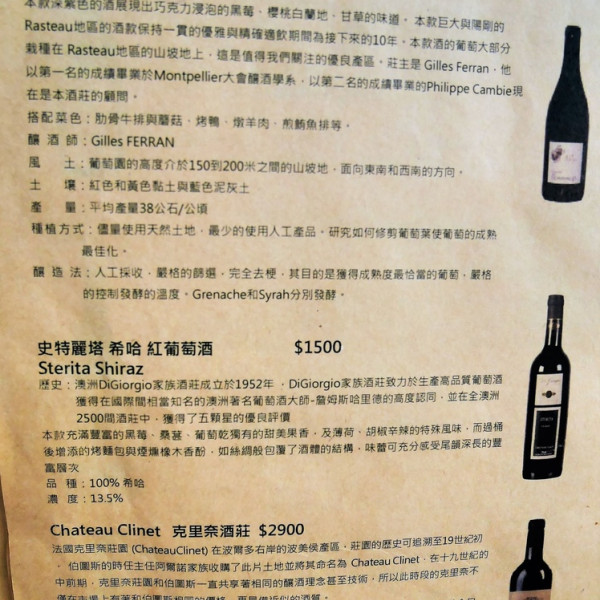 本款深紫色的酒展現出巧克力浸泡的黑莓，櫻桃白蘭地，甘草的味道。本款巨大與陽剛的
Rasteau地區的酒款保持一貫的優雅與精確適飲期間為接下來的10年。本款酒的葡萄大部分
栽種在 Rasteau地區的山坡地上，這是值得我們關注的優良產區。莊主是 Gilles Ferran，他
以第一名的成績畢業於Montpellier大會釀酒學系，以第二名的成績畢業的Philippe Cambie現
在是本酒莊的顧問。
搭配菜色：肋骨牛排與蘑菇、烤鴨、燉羊肉、煎鮪魚排等。
釀 酒 師：Gilles FERRAN
風 土：葡萄園的高度介於150到200米之間的山坡地，面向東南和西南的方向。
土 壤：紅色和黃色黏土與藍色泥灰土
產 量：平均產量38公石/公頃
種植方式：儘量使用天然土地，最少的使用人工產品。研究如何修剪葡萄葉使葡萄的成熟
最佳化。
釀 造 法：人工採收，嚴格的篩選。完全去梗，其目的是獲得成熟度最恰當的葡萄，嚴格
的控制發酵的溫度。Grenache和Syrah分別發酵。
史特麗塔 希哈 紅葡萄酒 $1500
Sterita Shiraz
歷史：澳洲DiGiorgio家族酒莊成立於1952年，DiGiorgio家族酒莊致力於生產高品質葡萄酒
獲得在國際間相當知名的澳洲著名葡萄酒大師-詹姆斯哈里德的高度認同，並在全澳洲
2500間酒莊中，獲得了五顆星的優良評價
本款充滿豐富的黑莓、桑葚、葡萄乾獨有的甜美果香，及薄荷、胡椒辛辣的特殊風味，而過桶
後增添的烤麵包與煙燻橡木香酚，如絲綢般包覆了酒體的結構，味蕾可充分感受尾韻深長的豐
富層次
品 種：100% 希哈
濃 度：13.5%
Chateau Clinet 克里奈酒莊 $2900
法國克里奈莊園 (ChateauClinet) 在波爾多右岸的波美侯產區，莊園的歷史可追溯至19世紀初
，伯圖斯的時任主任阿爾諾家族收購了此片土地並將其命名為 Chateau Clinet，在十九世紀的
中前期，克里奈莊園和伯圖斯一直共享著相同的釀酒理念甚至技術，所以此時段的克里奈不
僅在市場上有著和伯圖斯相同的價格，更是借近似的酒質。